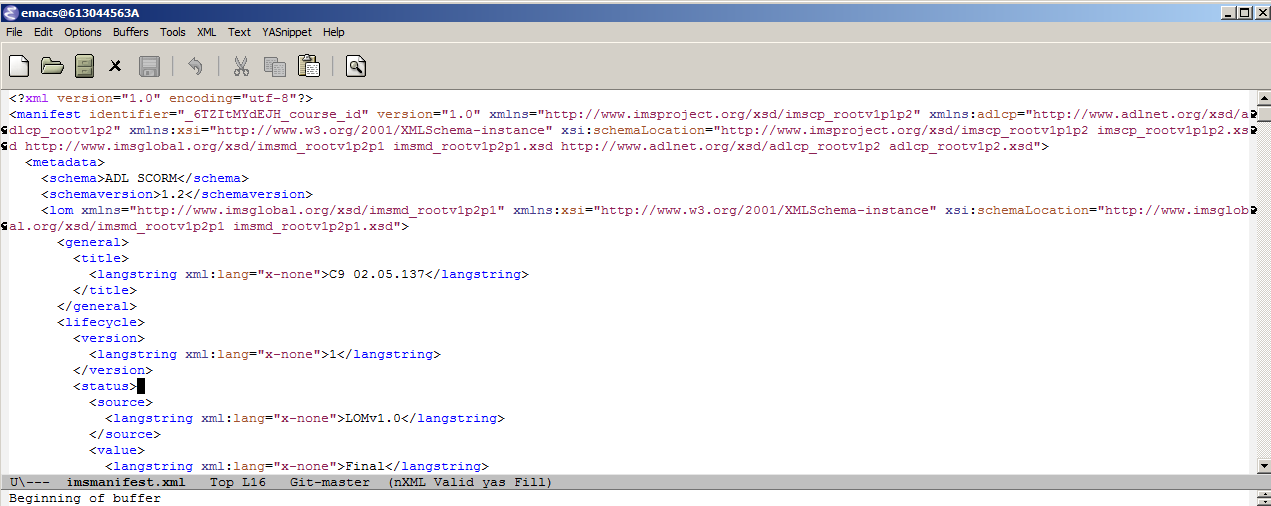 emacs@613044563A
File Edit Options Buffers Tools XML Text YASnippet Help
<?xml version="1.0" encoding="utf-8"?>
<manifest identifier="_6TZItMYdEJH_course_id" version="1.0" xmlns="http://www.imsproject.org/xsd/imscp_rootv1p1p2" xmlns:adlcp="http://www.adlnet.org/xsd/a
dlcp_rootv1p2" xmlns:xsi="http://www.w3.org/2001/XMLSchema-instance" xsi:schemaLocation="http://www.imsproject.org/xsd/imscp_rootv1p1p2 imscp_rootv1p1p2.xs
d http://www.imsglobal.org/xsd/imsmd_rootv1p2p1 imsmd_rootv1p2p1.xsd http://www.adlnet.org/xsd/adlcp_rootv1p2 adlcp_rootv1p2.xsd">
  <metadata>
    <schema>ADL SCORM</schema>
    <schemaversion>1.2</schemaversion>
    <lom xmlns="http://www.imsglobal.org/xsd/imsmd_rootv1p2p1" xmlns:xsi="http://www.w3.org/2001/XMLSchema-instance" xsi:schemaLocation="http://www.imsglob
al.org/xsd/imsmd_rootv1p2p1 imsmd_rootv1p2p1.xsd">
      <general>
        <title>
          <langstring xml:lang="x-none">C9 02.05.137</langstring>
        </title>
      </general>
      <lifecycle>
        <version>
          <langstring xml:lang="x-none">1</langstring>
        </version>
        <status>
          <source>
            <langstring xml:lang="x-none">LOMv1.0</langstring>
          </source>
          <value>
            <langstring xml:lang="x-none">Final</langstring>
U\--- imsmanifest.xml Top L16 Git-master (nXML Valid yas Fill)
Beginning of buffer